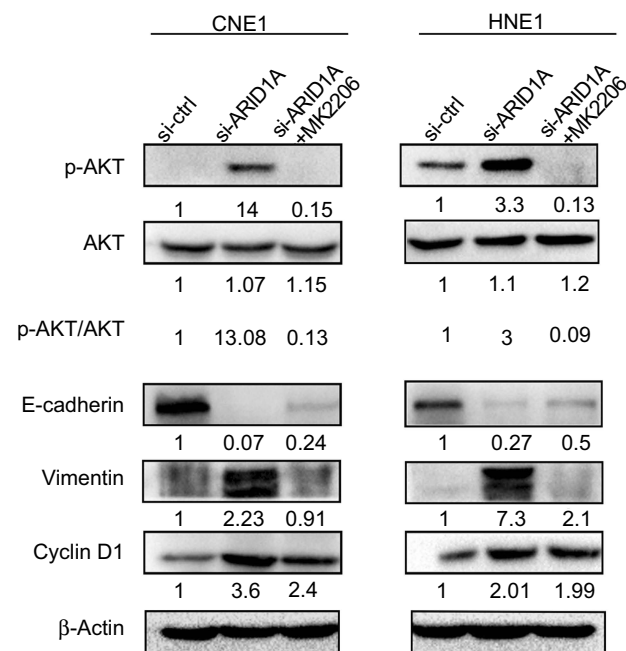 CNE1 HNE1
si-ctrl si-ARID1A si-ARID1A +MK2206 si-ctrl si-ARID1A si-ARID1A +MK2206
p-AKT
1 14 0.15 1 3.3 0.13
AKT
1 1.07 1.15 1 1.1 1.2
p-AKT/AKT 1 13.08 0.13 1 3 0.09
E-cadherin
1 0.07 0.24 1 0.27 0.5
Vimentin
1 2.23 0.91 1 7.3 2.1
Cyclin D1
1 3.6 2.4 1 2.01 1.99
β-Actin